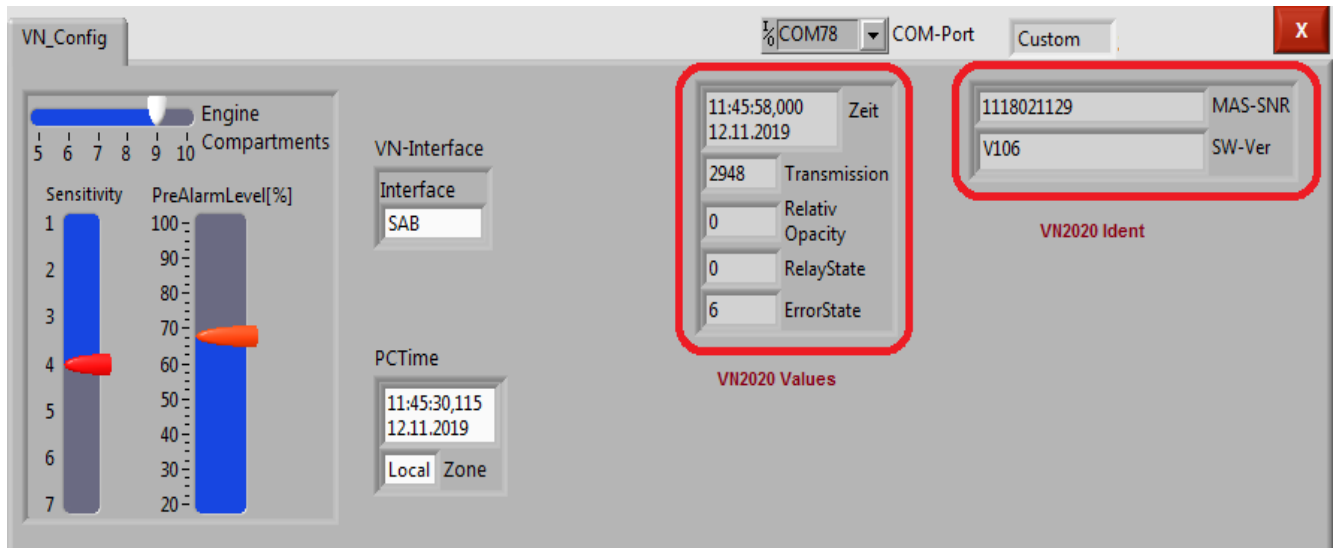 VN_Config
I/O COM78 COM-Port
Custom
X
Engine
Compartments
5 6 7 8 9 10
Sensitivity
1
2
3
4
5
6
7
PreAlarmLevel[%]
100
90
80
70
60
50
40
30
20
VN-Interface
Interface
SAB
PCTime
11:45:30,115
12.11.2019
Local Zone
11:45:58,000
12.11.2019
Zeit
2948 Transmission
0 Relativ
Opacity
0 RelayState
6 ErrorState
VN2020 Values
1118021129 MAS-SNR
V106 SW-Ver
VN2020 Ident